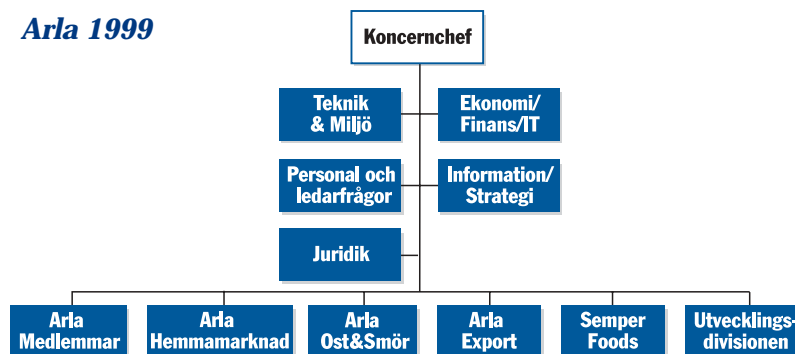 Arla 1999
Koncernchef
Teknik
& Miljö
Ekonomi/
Finans/IT
Personal och
ledarfrågor
Information/
Strategi
Juridik
Arla
Medlemmar
Arla
Hemmamarknad
Arla
Ost&Smör
Arla
Export
Semper
Foods
Utvecklings-
divisionen